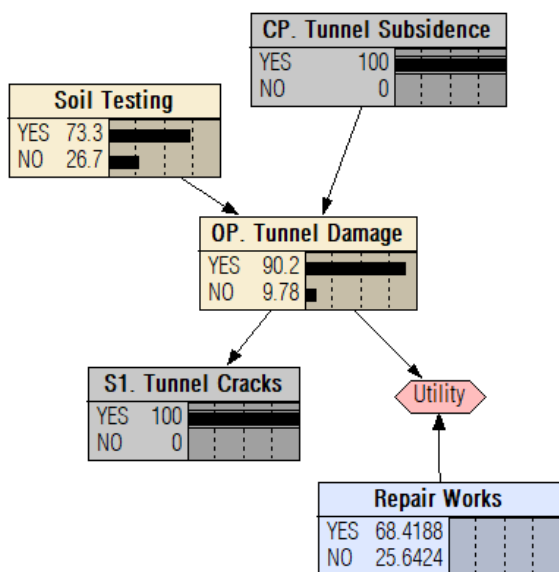 CP. Tunnel Subsidence
YES 100
NO 0
Soil Testing
YES 73.3
NO 26.7
OP. Tunnel Damage
YES 90.2
NO 9.78
S1. Tunnel Cracks
YES 100
NO 0
Utility
Repair Works
YES 68.4188
NO 25.6424